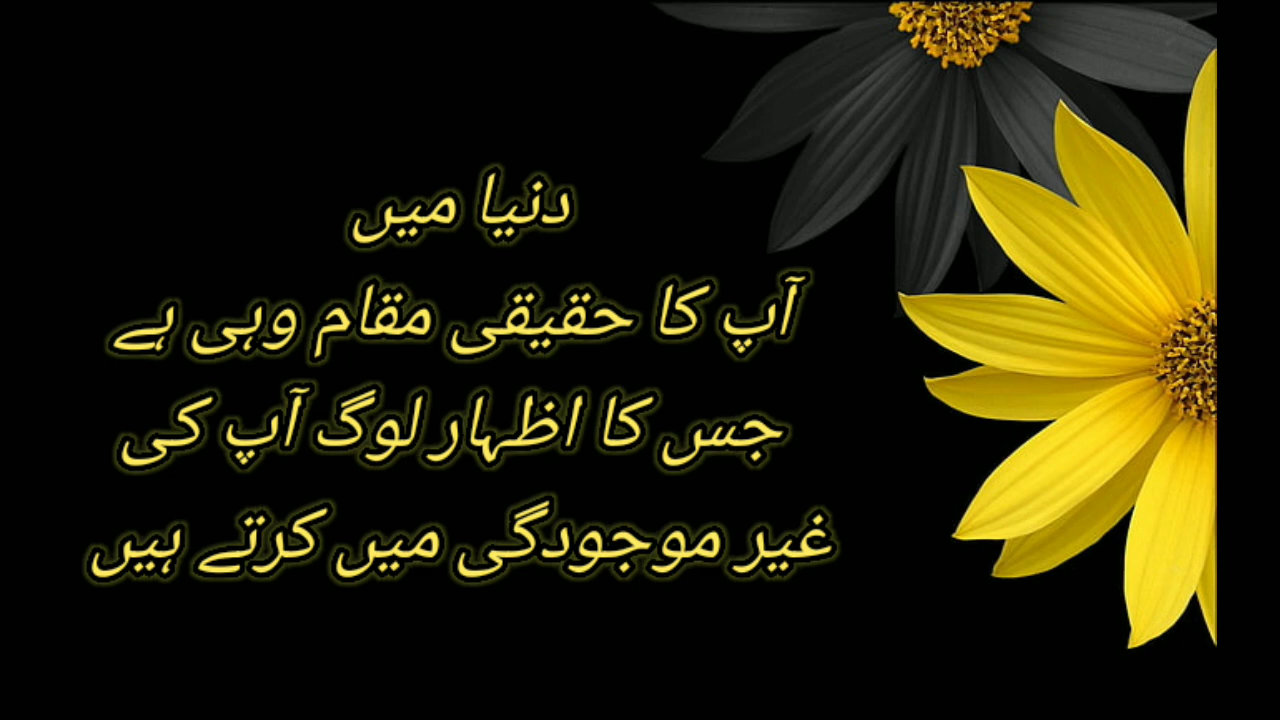 دنیا میں
آپ کا حقیقی مقام وہی ہے
جس کا اظہار لوگ آپ کی
غیر موجودگی میں کرتے ہیں